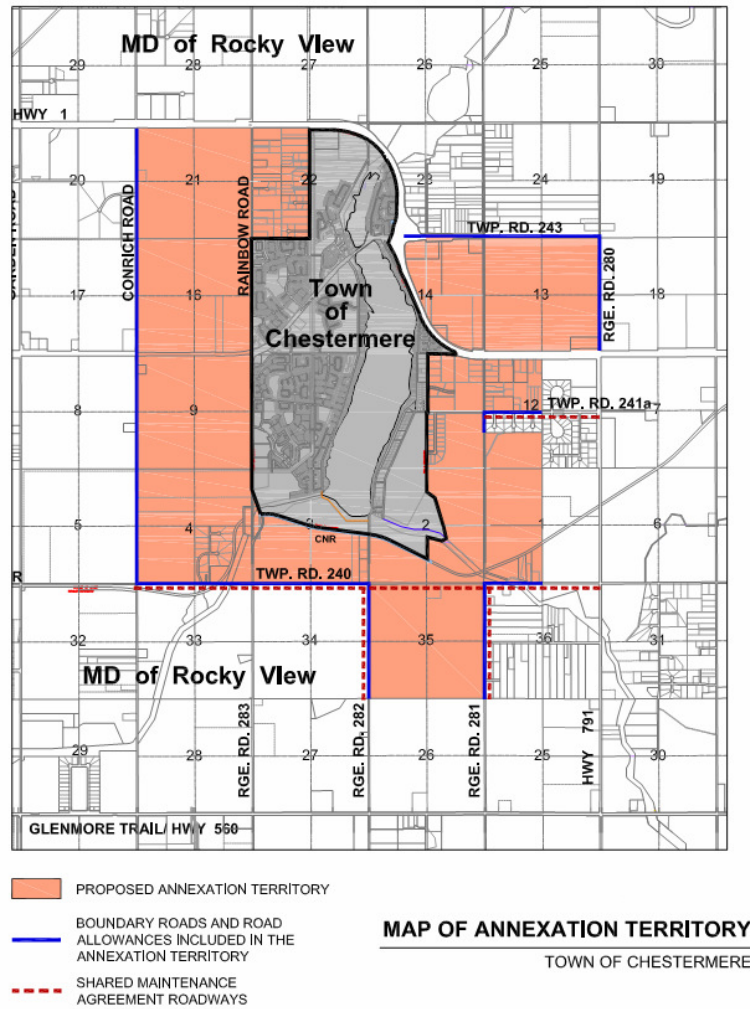 MD of Rocky View
29 28 27 26 25 30
HWY 1
20 21 22 23 24 19
CONRICH ROAD
RAINBOW ROAD
TWP. RD. 243
RGE. RD. 280
17 14 13 18
Town
of
Chestermere
8 9 12 TWP. RD. 241a 7
5 4 2 1 6
CNR
TWP. RD. 240
R
32 33 34 35 36 31
MD of Rocky View
RGE. RD. 283
RGE. RD. 282
RGE. RD. 281
HWY 791
29 28 27 26 25 30
GLENMORE TRAIL/ HWY 560
PROPOSED ANNEXATION TERRITORY
BOUNDARY ROADS AND ROAD
ALLOWANCES INCLUDED IN THE
ANNEXATION TERRITORY
SHARED MAINTENANCE
AGREEMENT ROADWAYS
MAP OF ANNEXATION TERRITORY
TOWN OF CHESTERMERE